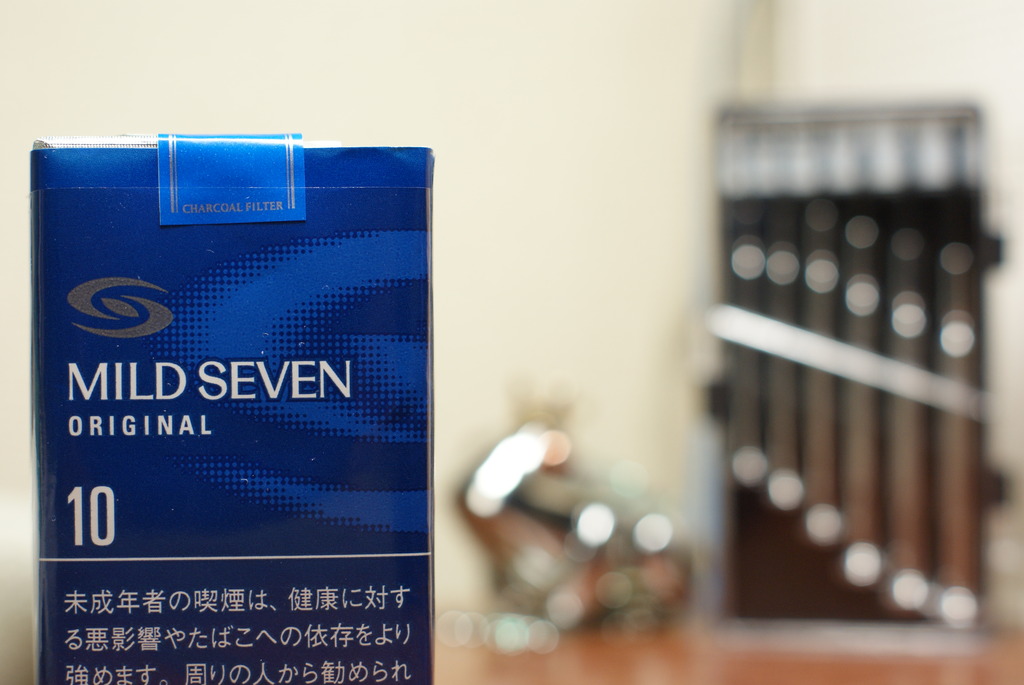 CHARCOAL FILTER
MILD SEVEN
ORIGINAL
10
未成年者の喫煙は、健康に対す
る悪影響やたばこへの依存をより
強めます。周りの人から勧められ